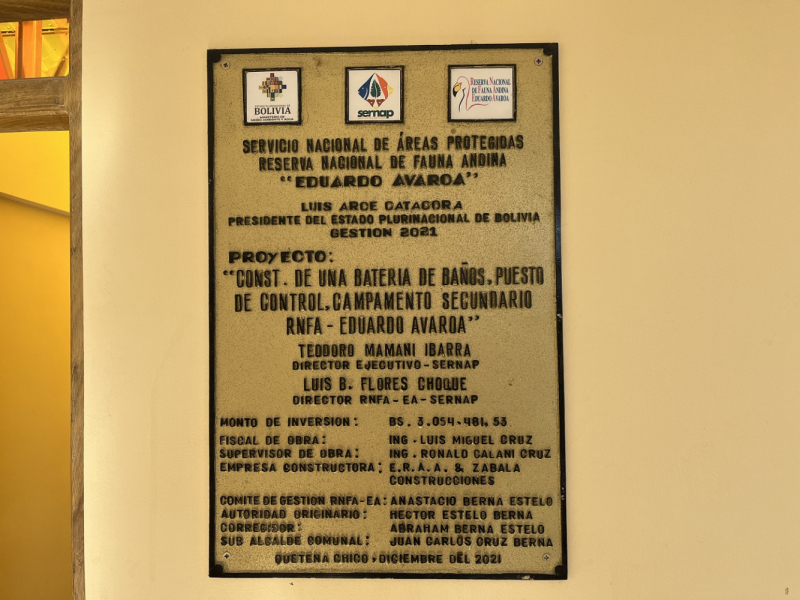 BOLIVIA
sernap
RESERVA NACIONAL
DE FAUNA ANDINA
EDUARDO AVAROA
SERVICIO NACIONAL DE ÁREAS PROTEGIDAS
RESERVA NACIONAL DE FAUNA ANDINA
"EDUARDO AVAROA"
LUIS ARCE CATACORA
PRESIDENTE DEL ESTADO PLURINACIONAL DE BOLIVIA
GESTION 2021
PROYECTO:
"CONST. DE UNA BATERIA DE BAÑOS, PUESTO
DE CONTROL, CAMPAMENTO SECUNDARIO
RNFA - EDUARDO AVAROA"
TEODORO MAMANI IBARRA
DIRECTOR EJECUTIVO-SERNAP
LUIS B. FLORES CHOQUE
DIRECTOR RNFA-EA-SERNAP
MONTO DE INVERSION: BS. 3.054.481,53
FISCAL DE OBRA: ING. LUIS MIGUEL CRUZ
SUPERVISOR DE OBRA: ING. RONALD CALANI CRUZ
EMPRESA CONSTRUCTORA: E.R.A.A. & ZABALA
CONSTRUCCIONES
COMITE DE GESTION RNFA-EA: ANASTACIO BERNA ESTELO
AUTORIDAD ORIGINARIO: HECTOR ESTELO BERNA
CORREGIDOR: ABRAHAM BERNA ESTELO
SUB ALCALDE COMUNAL: JUAN CARLOS CRUZ BERNA
QUETENA CHICO, DICIEMBRE DEL 2021